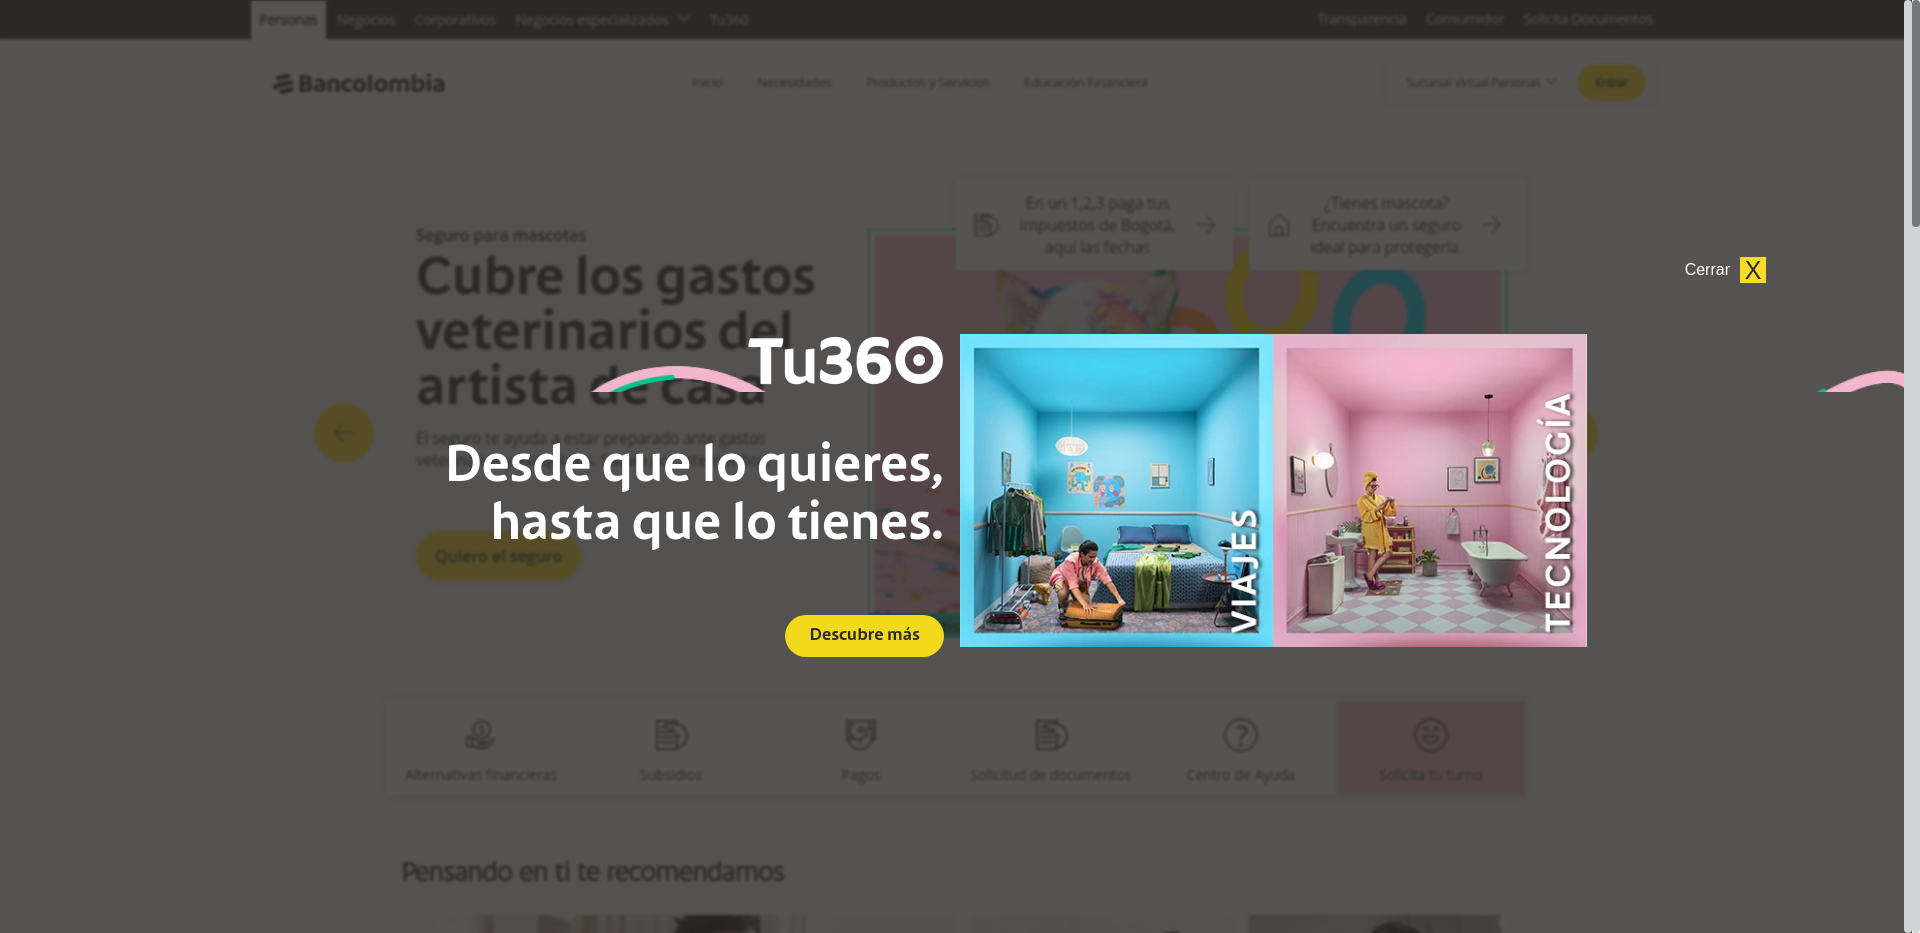 Personas
Negocios
Corporativos
Negocios especializados
Tu360
Transparencia
Consumidor
Solicita Documentos
Bancolombia
Inicio
Necesidades
Productos y Servicios
Educación Financiera
Sucursal Virtual Personas
Entrar
En un 1,2,3 paga tus
impuestos de Bogotá,
aquí las fechas
¿Tienes mascota?
Encuentra un seguro
ideal para protegerla.
Seguro para mascotas
Cubre los gastos
veterinarios del
artista de casa
El seguro te ayuda a estar preparado ante gastos
Quiero el seguro
Cerrar X
Tu360
Desde que lo quieres,
hasta que lo tienes.
Descubre más
VIAJES
TECNOLOGÍA
Alternativas financieras
Subsidios
Pagos
Solicitud de documentos
Centro de Ayuda
Solicita tu turno
Pensando en ti te recomendamos